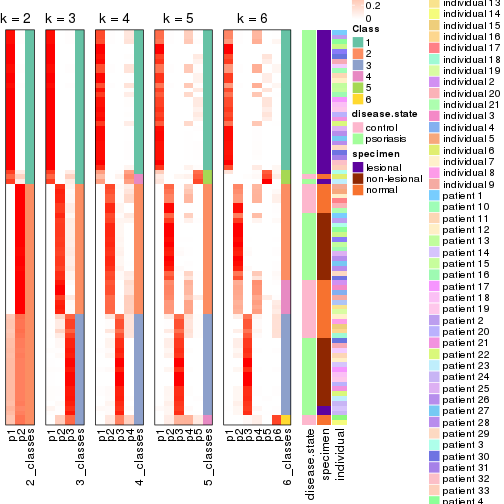 k = 2
k = 3
k = 4
k = 5
k = 6
p1
p2
2_classes
p1
p2
p3
3_classes
p1
p2
p3
p4
4_classes
p1
p2
p3
p4
p5
5_classes
p1
p2
p3
p4
p5
p6
6_classes
disease.state
specimen
individual
0.2
0
Class
1
2
3
4
5
6
disease.state
control
psoriasis
specimen
lesional
non-lesional
normal
individual 13
individual 14
individual 15
individual 16
individual 17
individual 18
individual 19
individual 2
individual 20
individual 21
individual 3
individual 4
individual 5
individual 6
individual 7
individual 8
individual 9
patient 1
patient 10
patient 11
patient 12
patient 13
patient 14
patient 15
patient 16
patient 17
patient 18
patient 19
patient 2
patient 20
patient 21
patient 22
patient 23
patient 24
patient 25
patient 26
patient 27
patient 28
patient 29
patient 3
patient 30
patient 31
patient 32
patient 33
patient 4